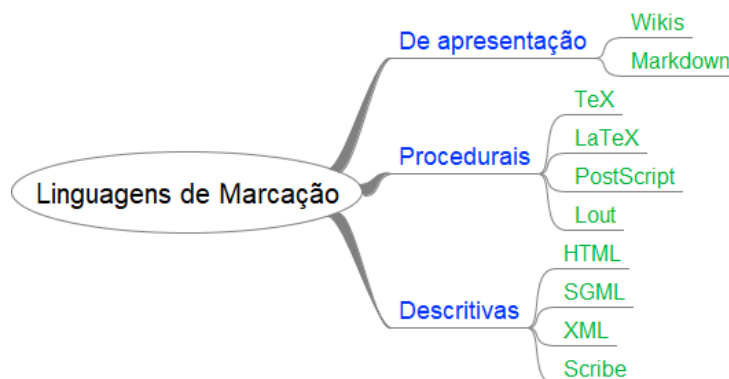 Linguagens de Marcação
De apresentação
Wikis
Markdown
Procedurais
TeX
LaTeX
PostScript
Lout
Descritivas
HTML
SGML
XML
Scribe